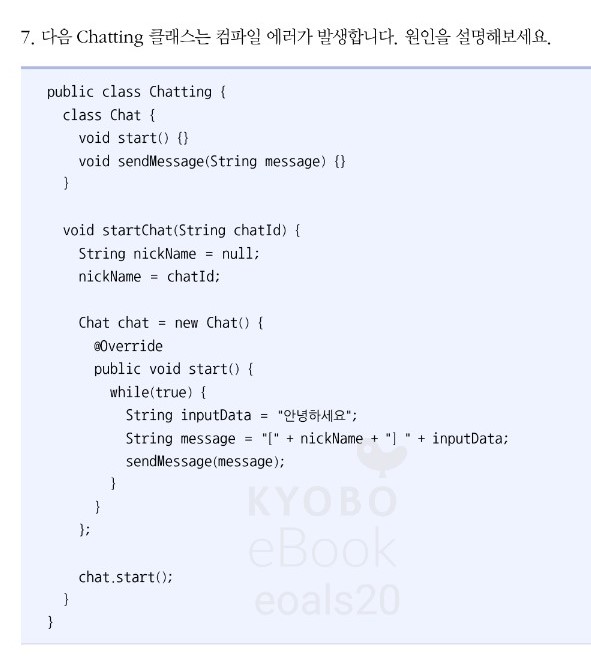 7. 다음 Chatting 클래스는 컴파일 에러가 발생합니다. 원인을 설명해보세요.
public class Chatting {
  class Chat {
    void start() {}
    void sendMessage(String message) {}
  }

  void startChat(String chatId) {
    String nickName = null;
    nickName = chatId;

    Chat chat = new Chat() {
      @Override
      public void start() {
        while(true) {
          String inputData = "안녕하세요";
          String message = "[" + nickName + "] " + inputData;
          sendMessage(message);
        }
      }
    };

    chat.start();
  }
}
KYOBO
eBook
eoals20